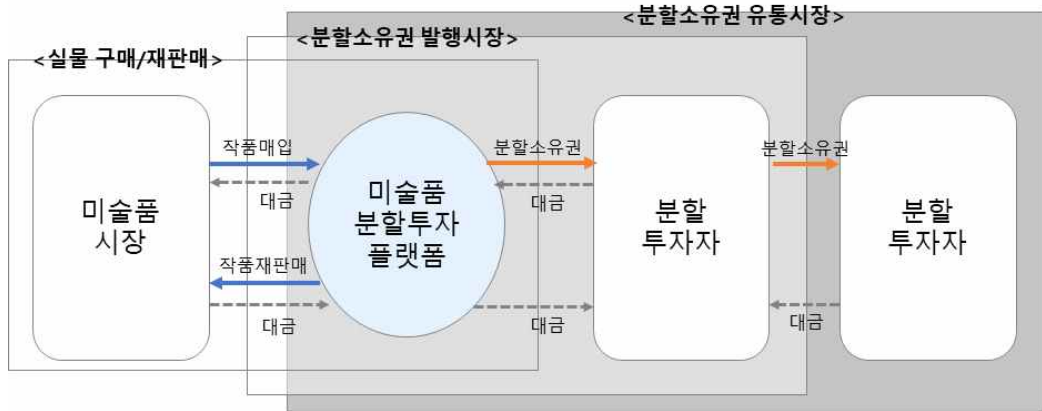 <분할소유권 유통시장>
<분할소유권 발행시장>
<실물 구매/재판매>
작품매입
대금
분할소유권
대금
분할소유권
미술품
시장
미술품
분할투자
플랫폼
분할
투자자
분할
투자자
작품재판매
대금
대금
대금